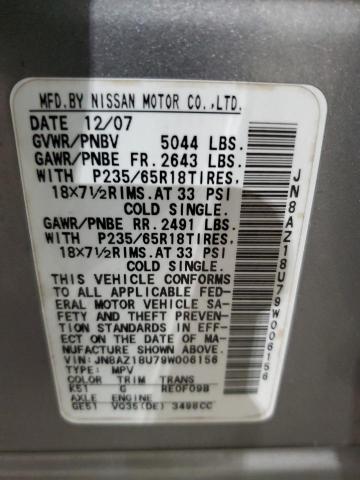 MFD.BY NISSAN MOTOR CO.,LTD.
DATE 12/07
GVWR/PNBV 5044 LBS.
GAWR/PNBE FR. 2643 LBS.
WITH P235/65R18TIRES.
18×7½RIMS.AT 33 PSI
COLD SINGLE.
GAWR/PNBE RR. 2491 LBS.
WITH P235/65R18TIRES.
18×7½RIMS.AT 33 PSI
COLD SINGLE.
THIS VEHICLE CONFORMS
TO ALL APPLICABLE FED-
ERAL MOTOR VEHICLE SA-
FETY AND THEFT PREVENT-
ION STANDARDS IN EFF-
ECT ON THE DATE OF MA-
NUFACTURE SHOWN ABOVE.
VIN: JN8AZ18U79W006156
TYPE: MPV
COLOR TRIM TRANS
K51 G RE0F09B
AXLE ENGINE
GE51 VQ35(DE) 3498CC
JN8AZ18U79W006156